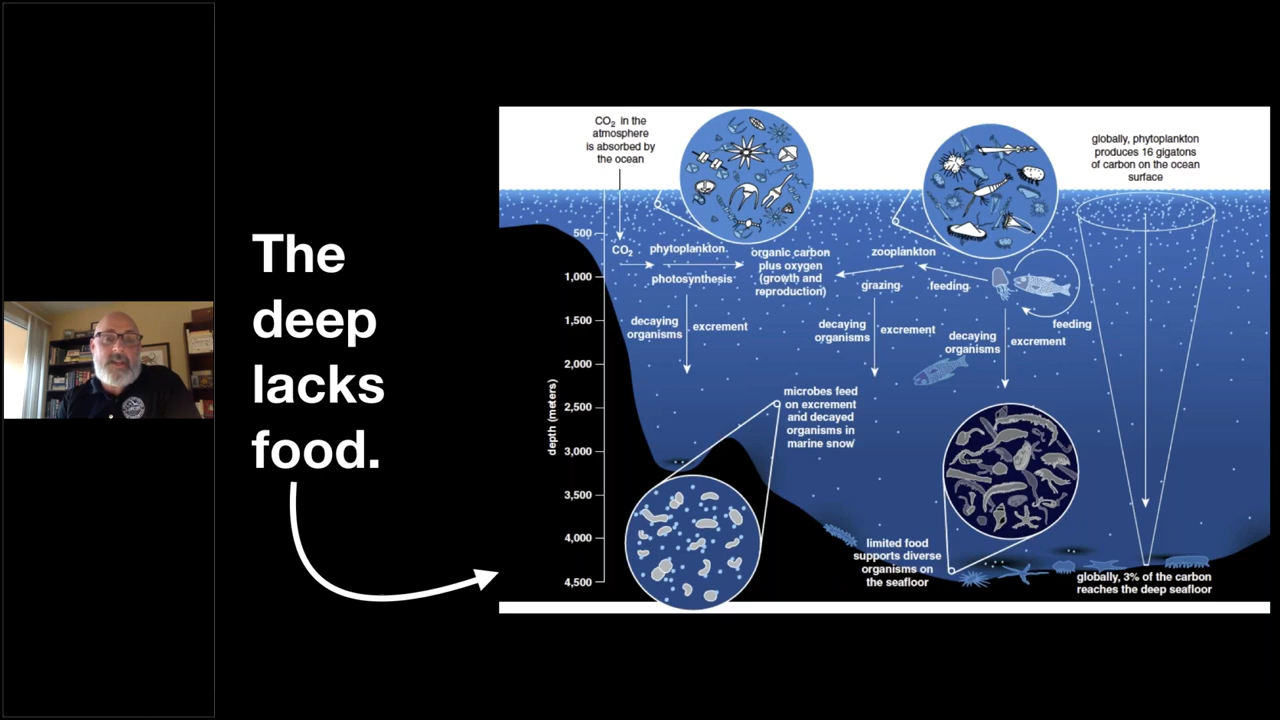 The
deep
lacks
food.
CO₂ in the
atmosphere
is absorbed by
the ocean
globally, phytoplankton
produces 16 gigatons
of carbon on the ocean
surface
depth (meters)
500
1,000
1,500
2,000
2,500
3,000
3,500
4,000
4,500
CO₂
phytoplankton
photosynthesis
organic carbon
plus oxygen
(growth and
reproduction)
zooplankton
grazing
feeding
feeding
decaying
organisms
excrement
decaying
organisms
excrement
decaying
organisms
excrement
microbes feed
on excrement
and decayed
organisms in
marine snow
limited food
supports diverse
organisms on
the seafloor
globally, 3% of the carbon
reaches the deep seafloor